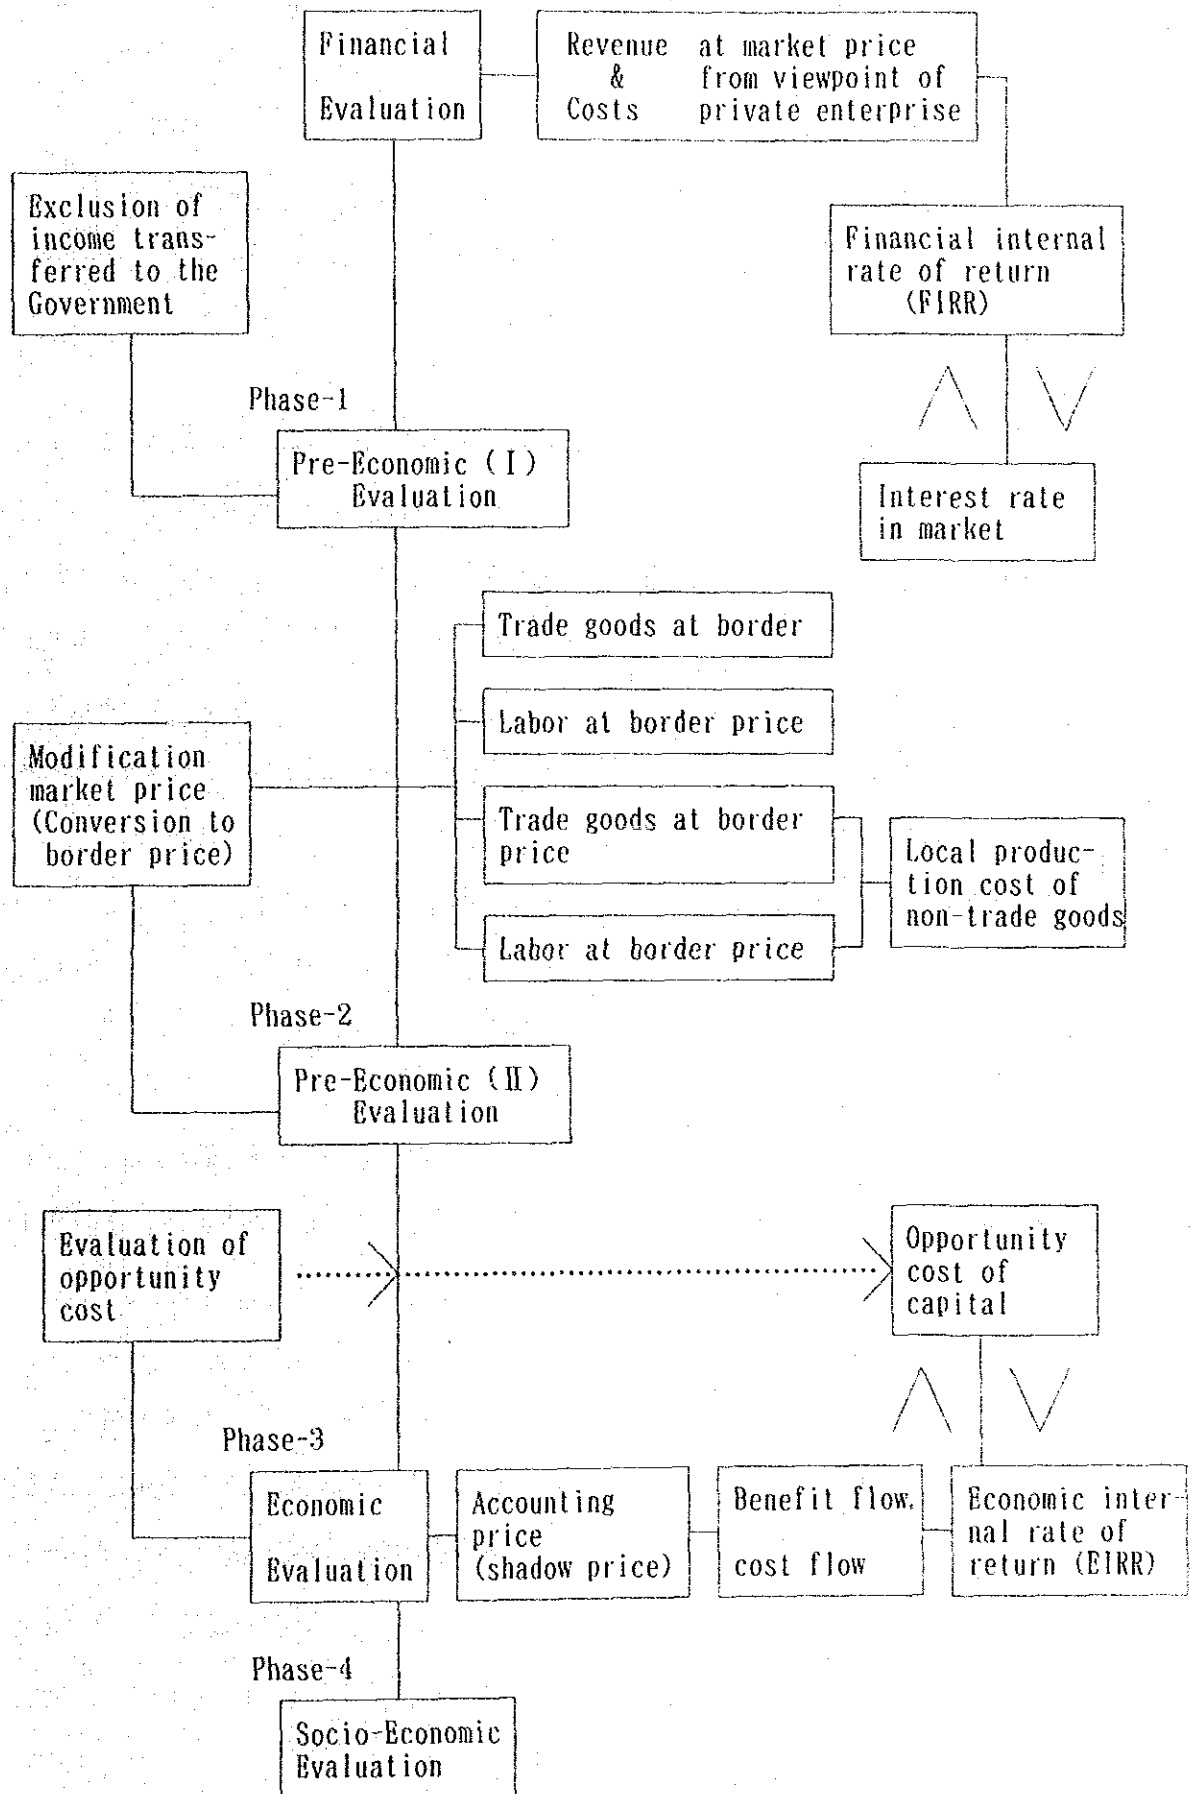 Financial
Evaluation
Revenue at market price
& from viewpoint of
Costs private enterprise
Exclusion of
income trans-
ferred to the
Government
Financial internal
rate of return
(FIRR)
Phase-1
Pre-Economic (I)
Evaluation
Interest rate
in market
Trade goods at border
Labor at border price
Modification
market price
(Conversion to
border price)
Trade goods at border
price
Local produc-
tion cost of
non-trade goods
Labor at border price
Phase-2
Pre-Economic (II)
Evaluation
Evaluation of
opportunity
cost
Opportunity
cost of
capital
Phase-3
Economic
Evaluation
Accounting
price
(shadow price)
Benefit flow.
cost flow
Economic inter-
nal rate of
return (EIRR)
Phase-4
Socio-Economic
Evaluation